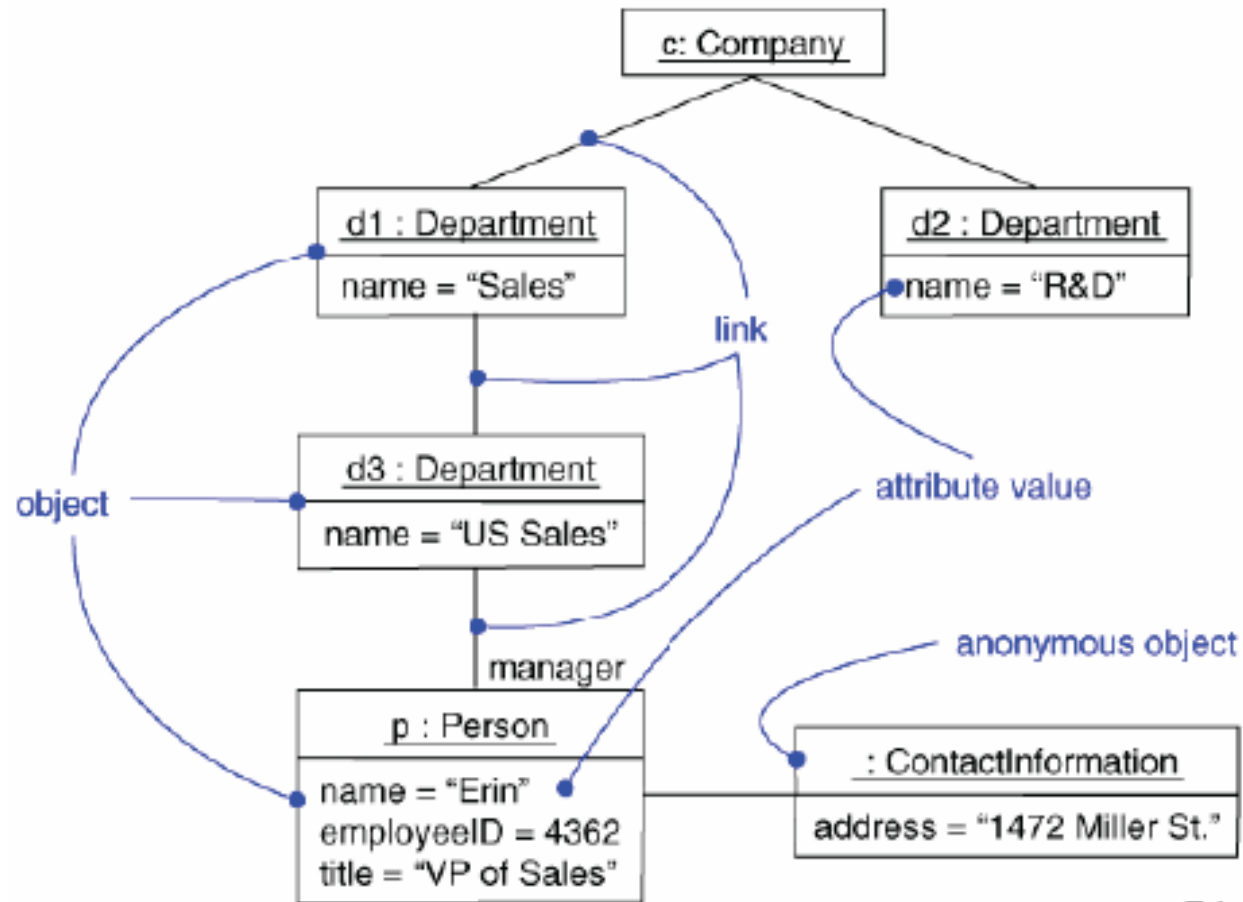 c: Company
d1 : Department
name = “Sales”
d2 : Department
name = “R&D”
link
d3 : Department
name = “US Sales”
object
attribute value
manager
anonymous object
p : Person
name = “Erin”
employeeID = 4362
title = “VP of Sales”
: ContactInformation
address = “1472 Miller St.”